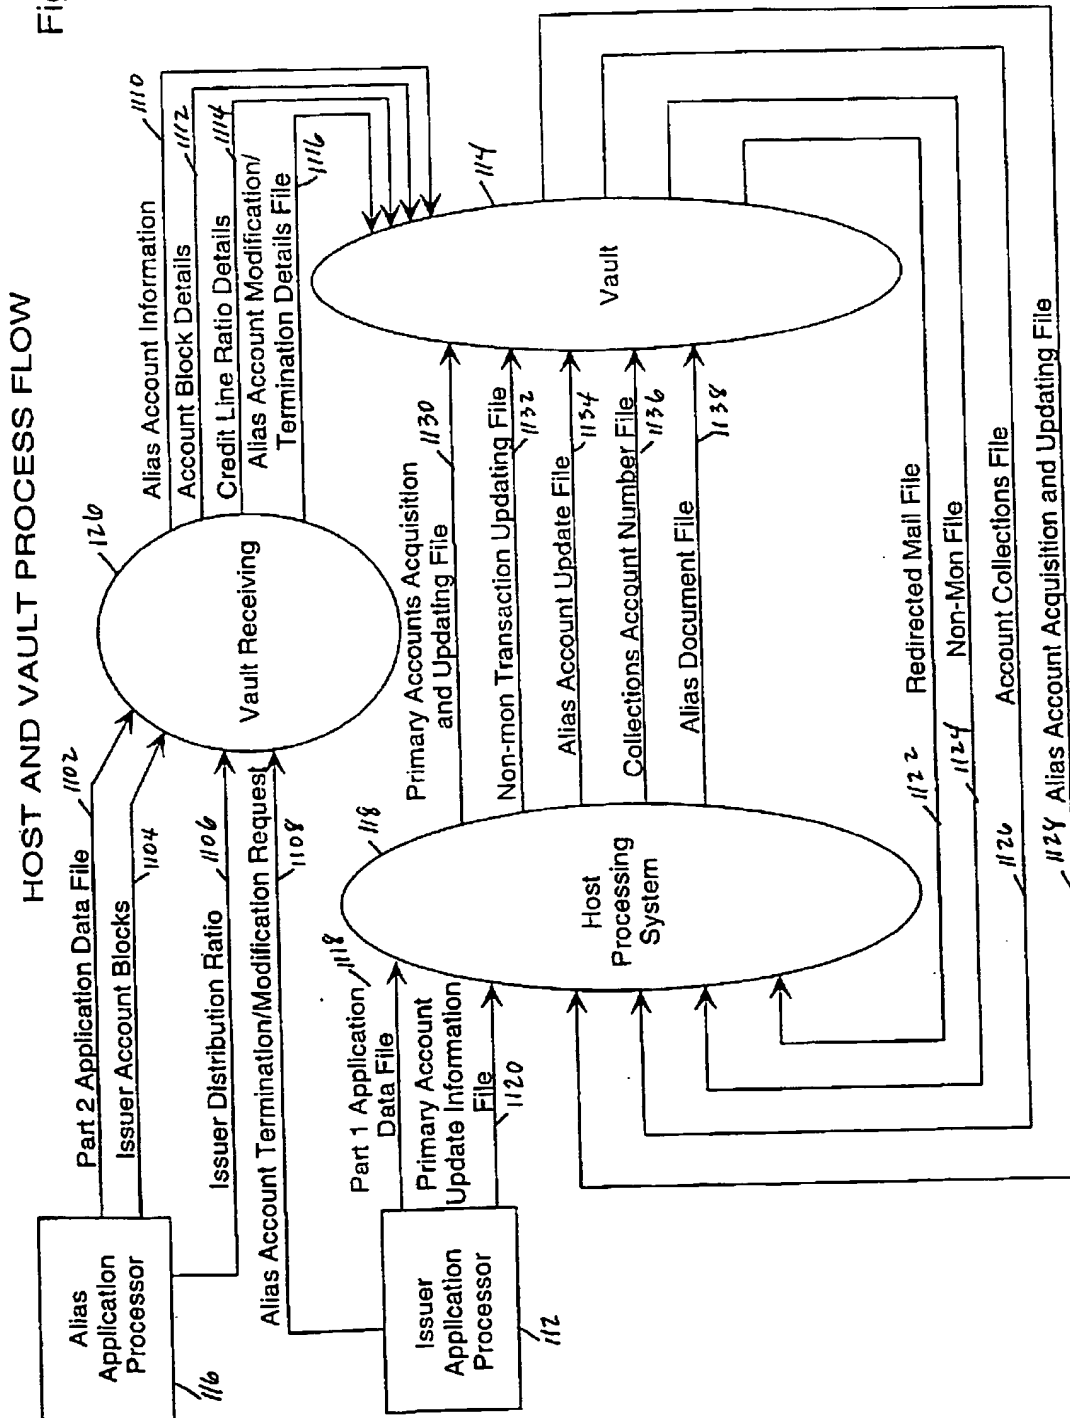 HOST AND VAULT PROCESS FLOW
Fig
Alias
Application
Processor
116
Part 2 Application Data File
1102
Issuer Account Blocks
1104
Issuer Distribution Ratio
1106
Alias Account Termination/Modification Request
1108
126
Vault Receiving
Alias Account Information
1110
Account Block Details
1112
Credit Line Ratio Details
1114
Alias Account Modification/
Termination Details File
1116
Issuer
Application
Processor
112
Part 1 Application
Data File
1118
Primary Account
Update Information
File
1120
118
Host
Processing
System
Primary Accounts Acquisition
and Updating File
1130
Non-mon Transaction Updating File
1132
Alias Account Update File
1134
Collections Account Number File
1136
Alias Document File
1138
114
Vault
1122
Redirected Mail File
1124
Non-Mon File
1126
Account Collections File
1128
Alias Account Acquisition and Updating File